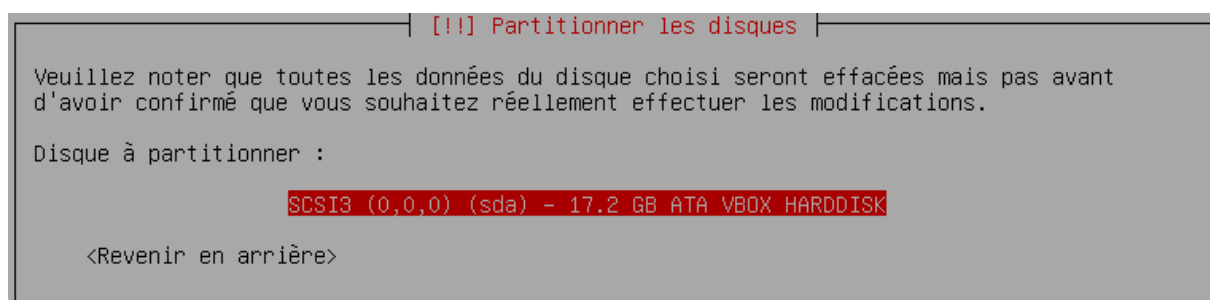 [!!] Partitionner les disques
Veuillez noter que toutes les données du disque choisi seront effacées mais pas avant
d'avoir confirmé que vous souhaitez réellement effectuer les modifications.
Disque à partitionner :
SCSI3 (0,0,0) (sda) - 17.2 GB ATA VBOX HARDDISK
<Revenir en arrière>